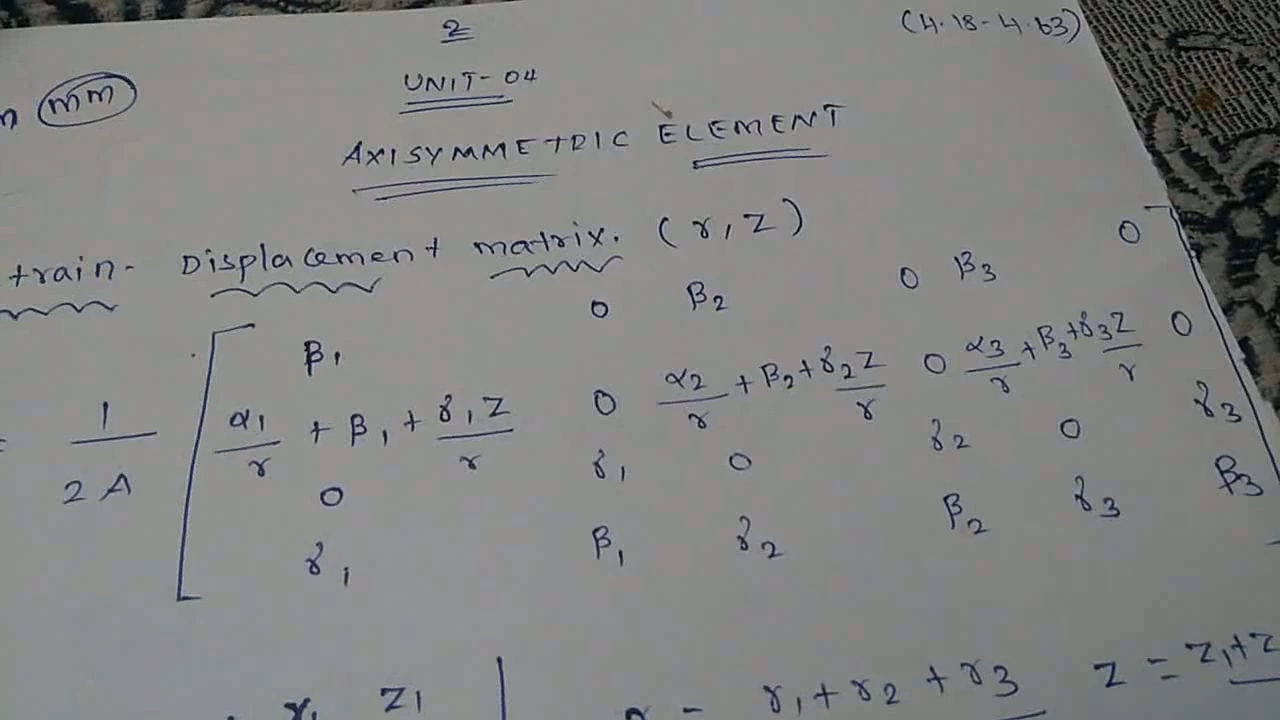 2
(4.18-4.63)
mm
UNIT-04
AXISYMMETRIC ELEMENT
train-Displacement matrix. (r, z)
1/2A [ β1 0 β2 0 β3 0
α1/r + β1 + γ1z/r 0 α2/r + β2 + γ2z/r 0 α3/r + β3 + γ3z/r 0
0 γ1 0 γ2 0 γ3
γ1 β1 γ2 β2 γ3 β3 ]
r1 z1 | r1 + r2 + r3 z = z1+z